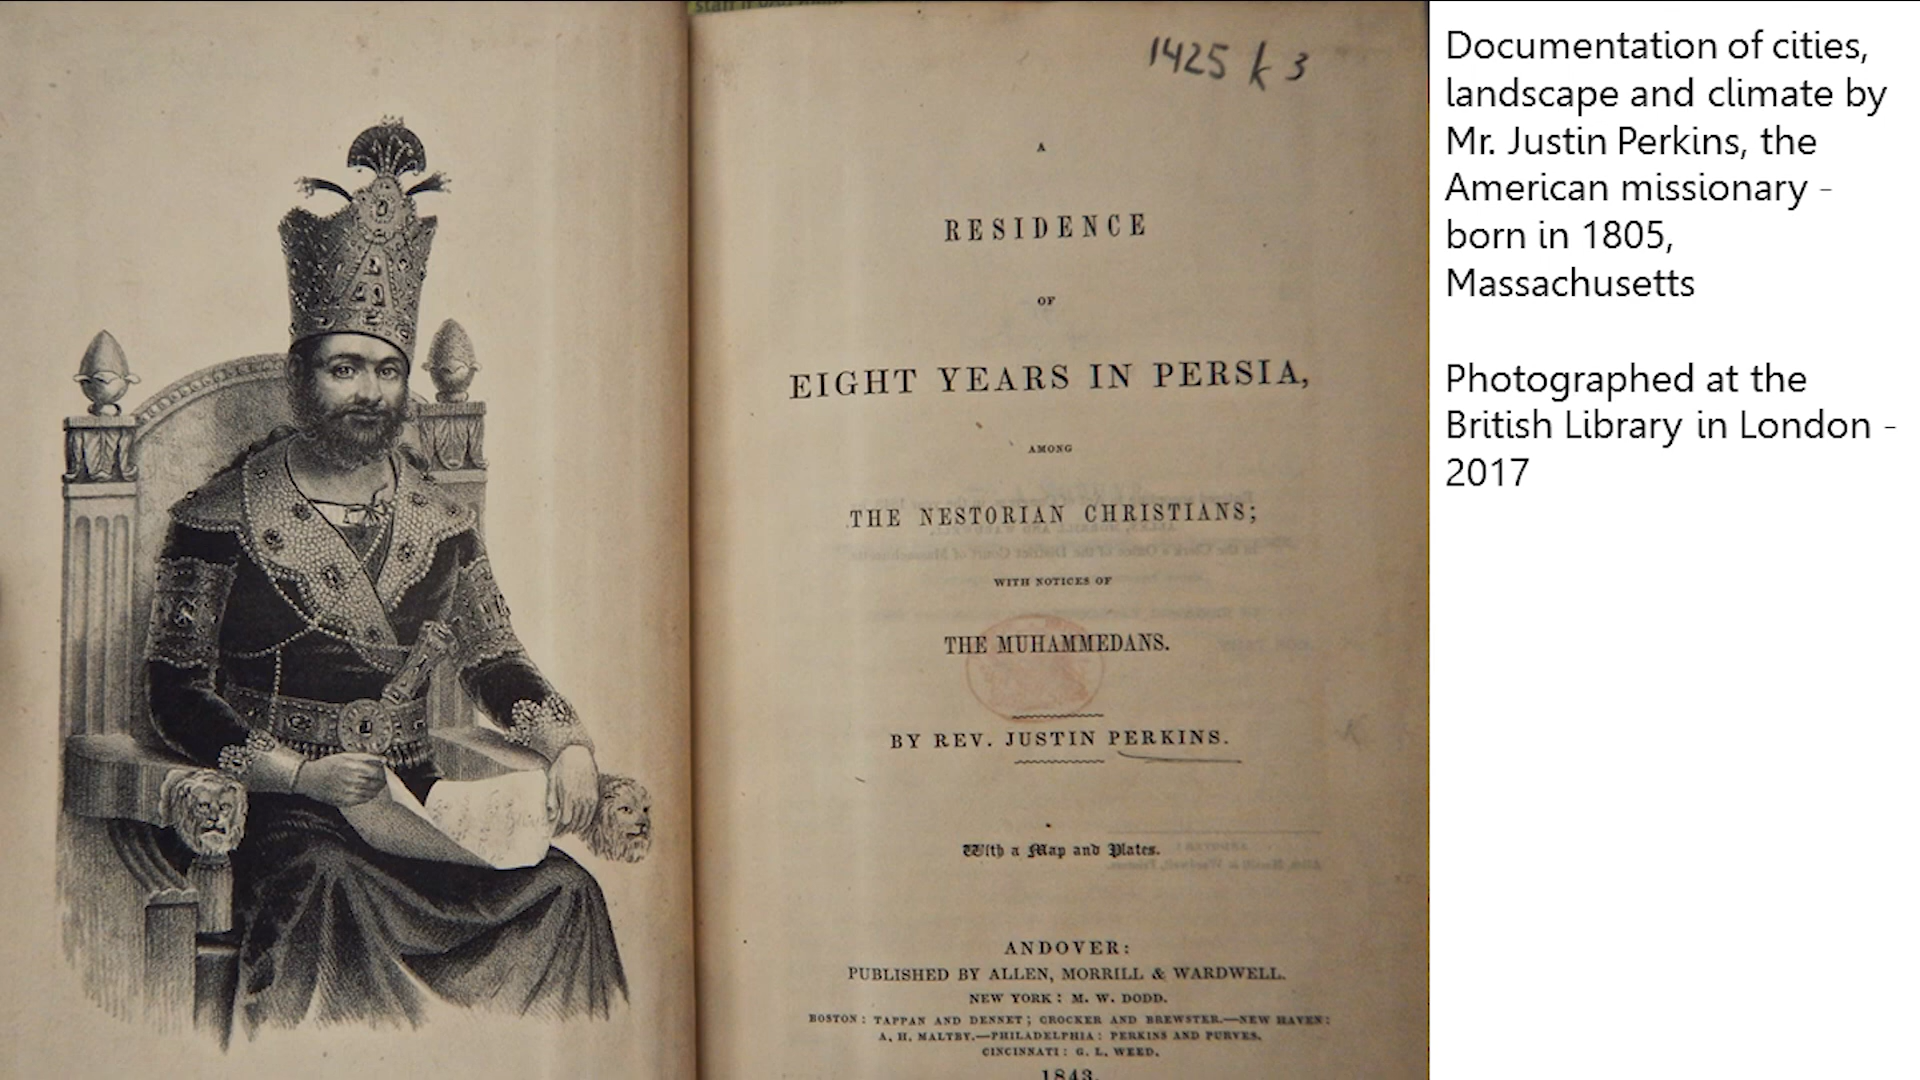 1425 k 3
A
RESIDENCE
OF
EIGHT YEARS IN PERSIA,
AMONG
THE NESTORIAN CHRISTIANS;
WITH NOTICES OF
THE MUHAMMEDANS.
BY REV. JUSTIN PERKINS.
With a Map and Plates.
ANDOVER:
PUBLISHED BY ALLEN, MORRILL & WARDWELL.
NEW YORK: M. W. DODD.
BOSTON: TAPPAN AND DENNET; CROCKER AND BREWSTER.—NEW HAVEN:
A. H. MALTBY.—PHILADELPHIA: PERKINS AND PURVES.
CINCINNATI: G. L. WEED.
1843.
Documentation of cities,
landscape and climate by
Mr. Justin Perkins, the
American missionary -
born in 1805,
Massachusetts
Photographed at the
British Library in London -
2017